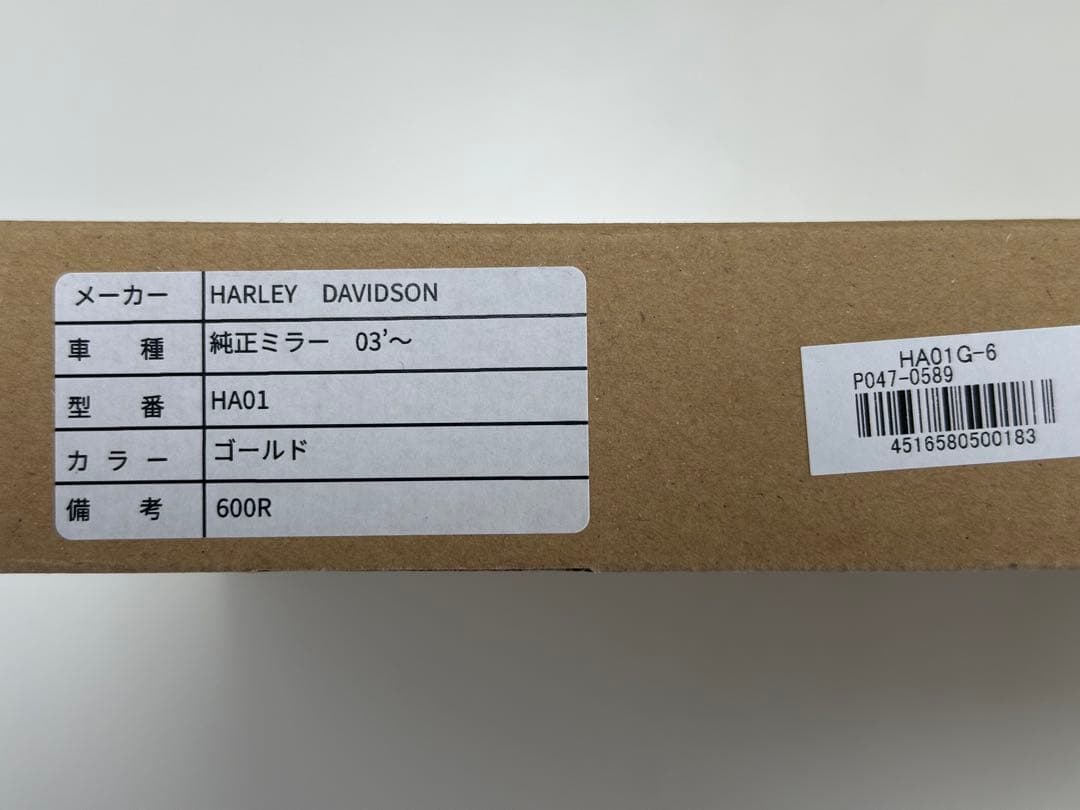 メーカー HARLEY DAVIDSON
車種 純正ミラー 03’～
型番 HA01
カラー ゴールド
備考 600R
HA01G-6
P047-0589
4516580500183